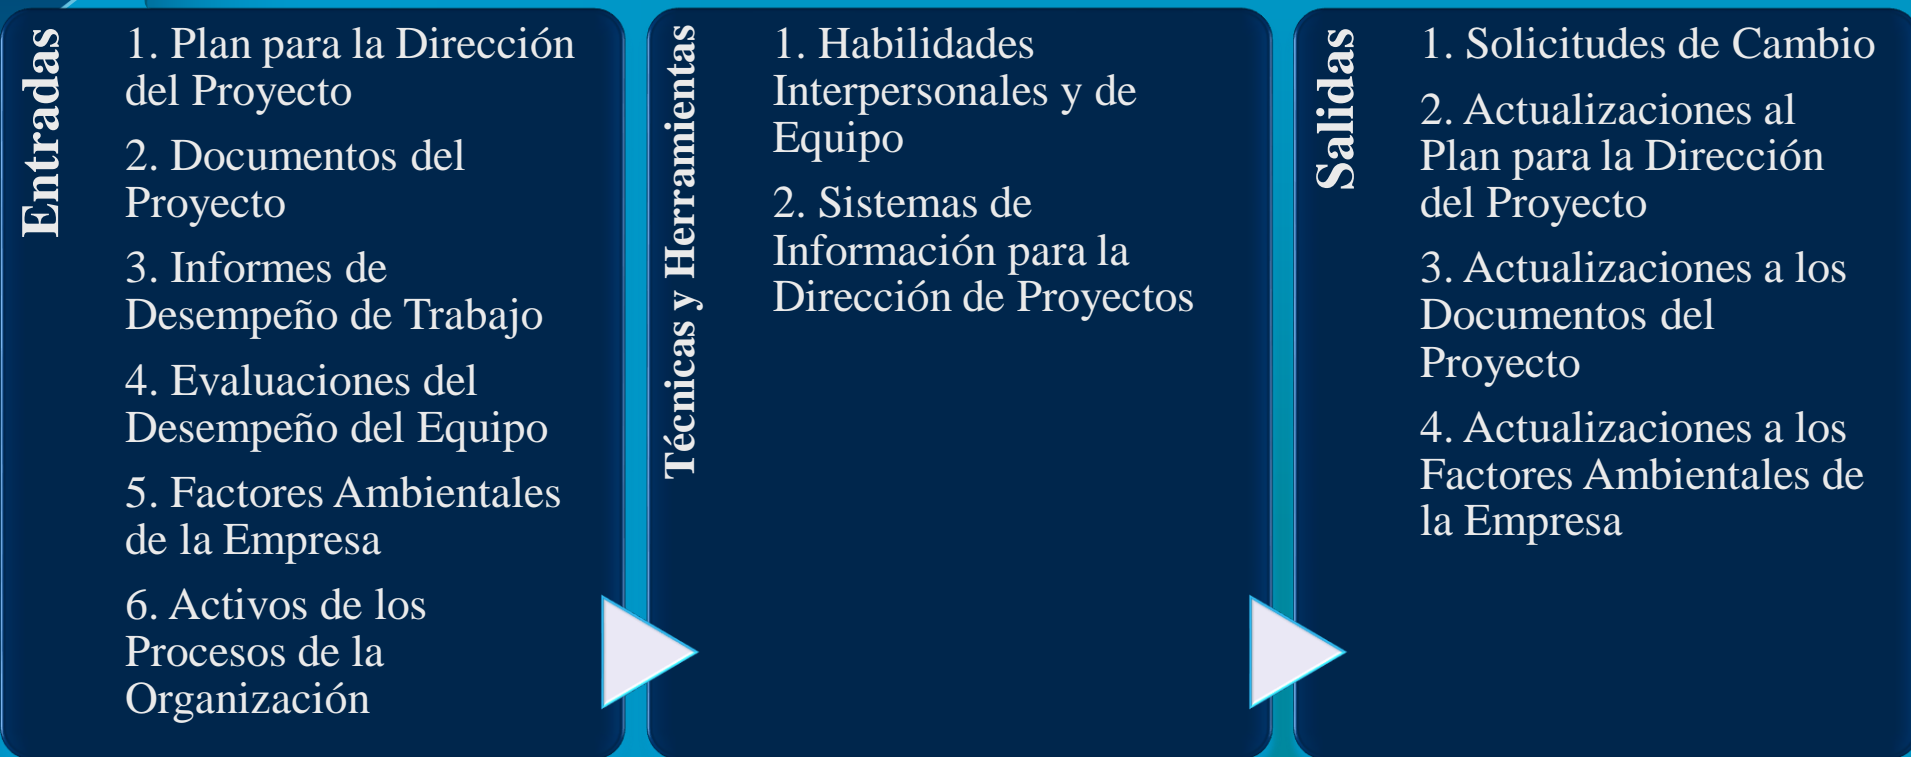 Entradas
1. Plan para la Dirección
del Proyecto
2. Documentos del
Proyecto
3. Informes de
Desempeño de Trabajo
4. Evaluaciones del
Desempeño del Equipo
5. Factores Ambientales
de la Empresa
6. Activos de los
Procesos de la
Organización
Técnicas y Herramientas
1. Habilidades
Interpersonales y de
Equipo
2. Sistemas de
Información para la
Dirección de Proyectos
Salidas
1. Solicitudes de Cambio
2. Actualizaciones al
Plan para la Dirección
del Proyecto
3. Actualizaciones a los
Documentos del
Proyecto
4. Actualizaciones a los
Factores Ambientales de
la Empresa